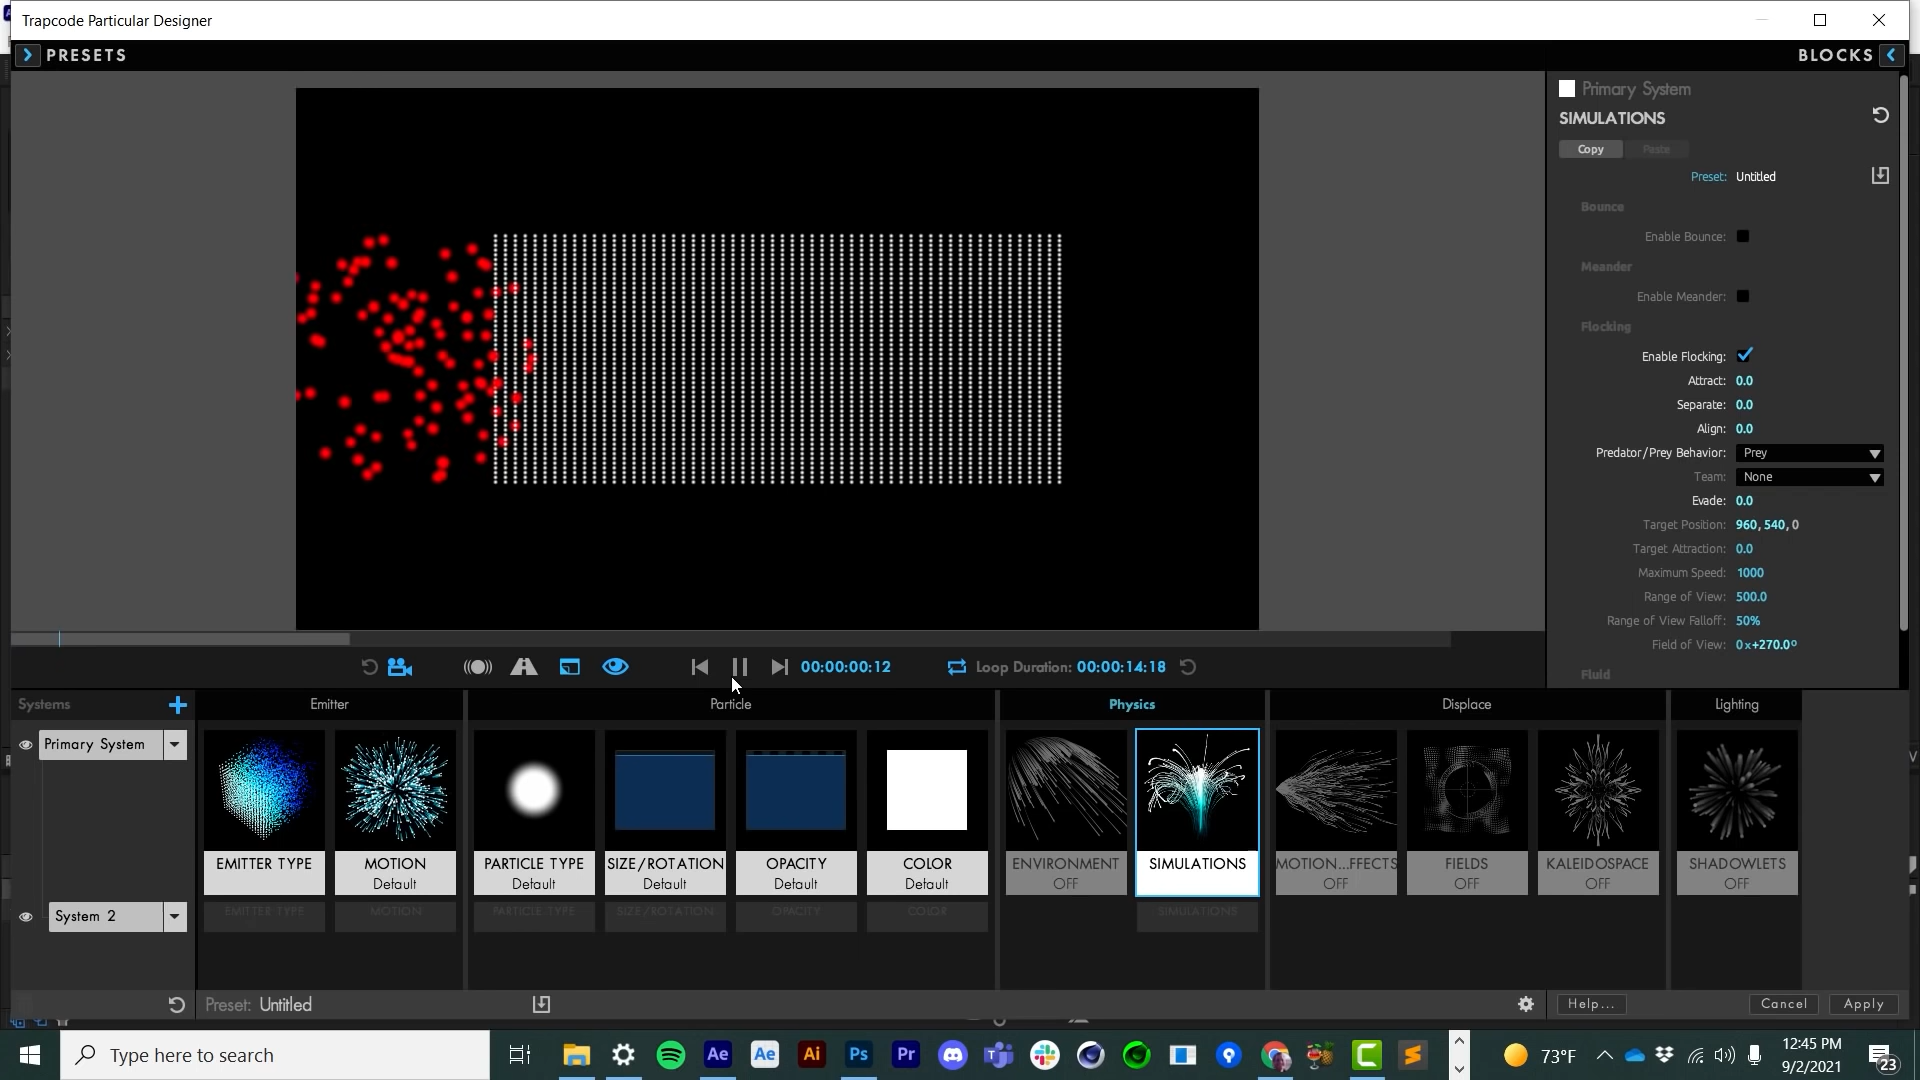 Trapcode Particular Designer
PRESETS
BLOCKS
Primary System
SIMULATIONS
Copy
Paste
Preset: Untitled
Bounce
Enable Bounce:
Meander
Enable Meander:
Flocking
Enable Flocking:
Attract: 0.0
Separate: 0.0
Align: 0.0
Predator/Prey Behavior: Prey
Team: None
Evade: 0.0
Target Position: 960, 540, 0
Target Attraction: 0.0
Maximum Speed: 1000
Range of View: 500.0
Range of View Falloff: 50%
Field of View: 0x+270.0°
Fluid
00:00:00:12
Loop Duration: 00:00:14:18
Systems
Emitter
Particle
Physics
Displace
Lighting
Primary System
EMITTER TYPE
MOTION
Default
PARTICLE TYPE
Default
SIZE/ROTATION
Default
OPACITY
Default
COLOR
Default
ENVIRONMENT
OFF
SIMULATIONS
MOTION...FFECTS
OFF
FIELDS
OFF
KALEIDOSPACE
OFF
SHADOWLETS
OFF
System 2
EMITTER TYPE
MOTION
PARTICLE TYPE
SIZE/ROTATION
OPACITY
COLOR
SIMULATIONS
Preset: Untitled
Help...
Cancel
Apply
Type here to search
Ae
Ae
Ai
Ps
Pr
73°F
12:45 PM
9/2/2021
23